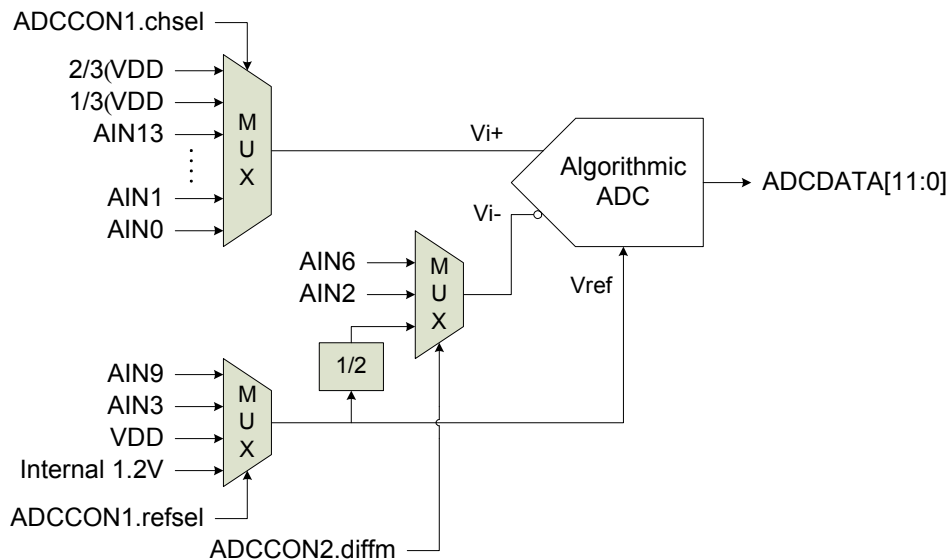 ADCCON1.chsel
2/3(VDD
1/3(VDD
AIN13
AIN1
AIN0
M
U
X
Vi+
Algorithmic
ADC
ADCDATA[11:0]
Vi-
Vref
AIN6
AIN2
M
U
X
1/2
AIN9
AIN3
VDD
Internal 1.2V
M
U
X
ADCCON1.refsel
ADCCON2.diffm